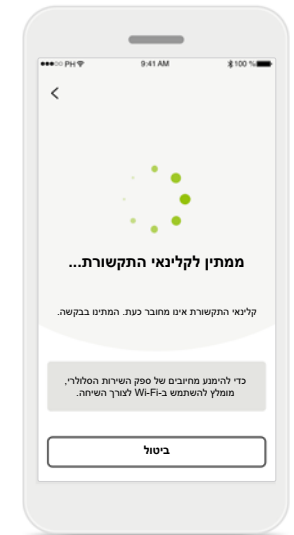 PH 9:41 AM 100 %
ממתין לקלינאי התקשורת...
קלינאי התקשורת אינו מחובר כעת. המתינו בבקשה.
כדי להימנע מחיובים של ספק השירות הסלולרי,
מומלץ להשתמש ב-Wi-Fi לצורך השיחה.
ביטול